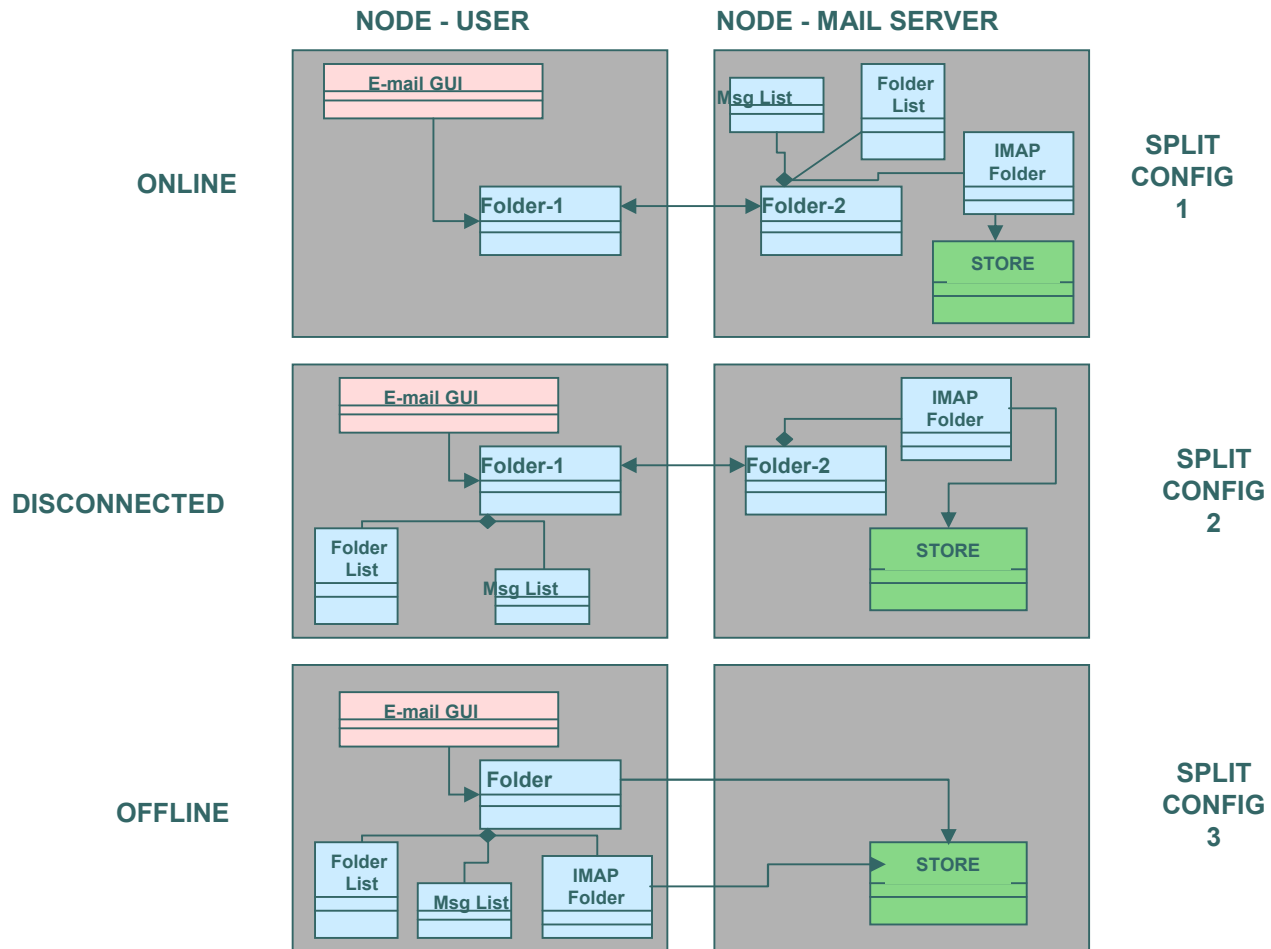 NODE - USER
NODE - MAIL SERVER
ONLINE
E-mail GUI
Folder-1
Msg List
Folder
List
IMAP
Folder
Folder-2
STORE
SPLIT
CONFIG
1
DISCONNECTED
E-mail GUI
Folder-1
Folder
List
Msg List
IMAP
Folder
Folder-2
STORE
SPLIT
CONFIG
2
OFFLINE
E-mail GUI
Folder
Folder
List
Msg List
IMAP
Folder
STORE
SPLIT
CONFIG
3